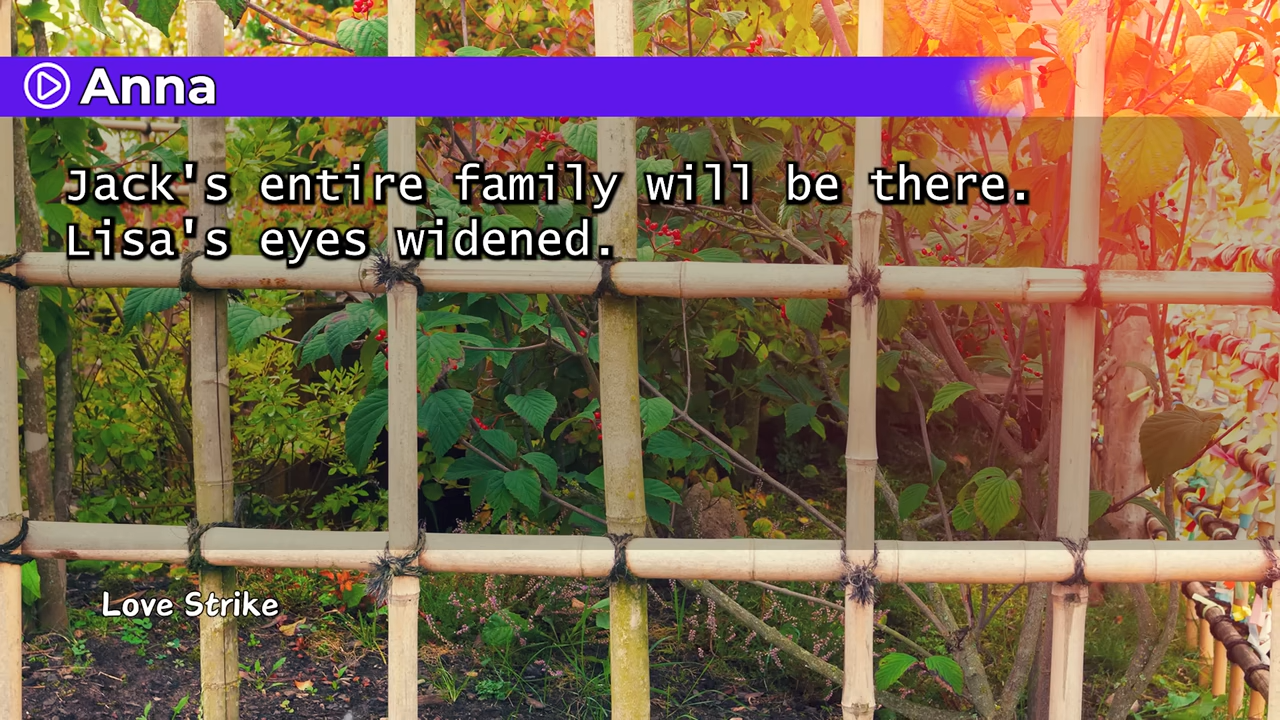 Anna
Jack's entire family will be there.
Lisa's eyes widened.
Love Strike